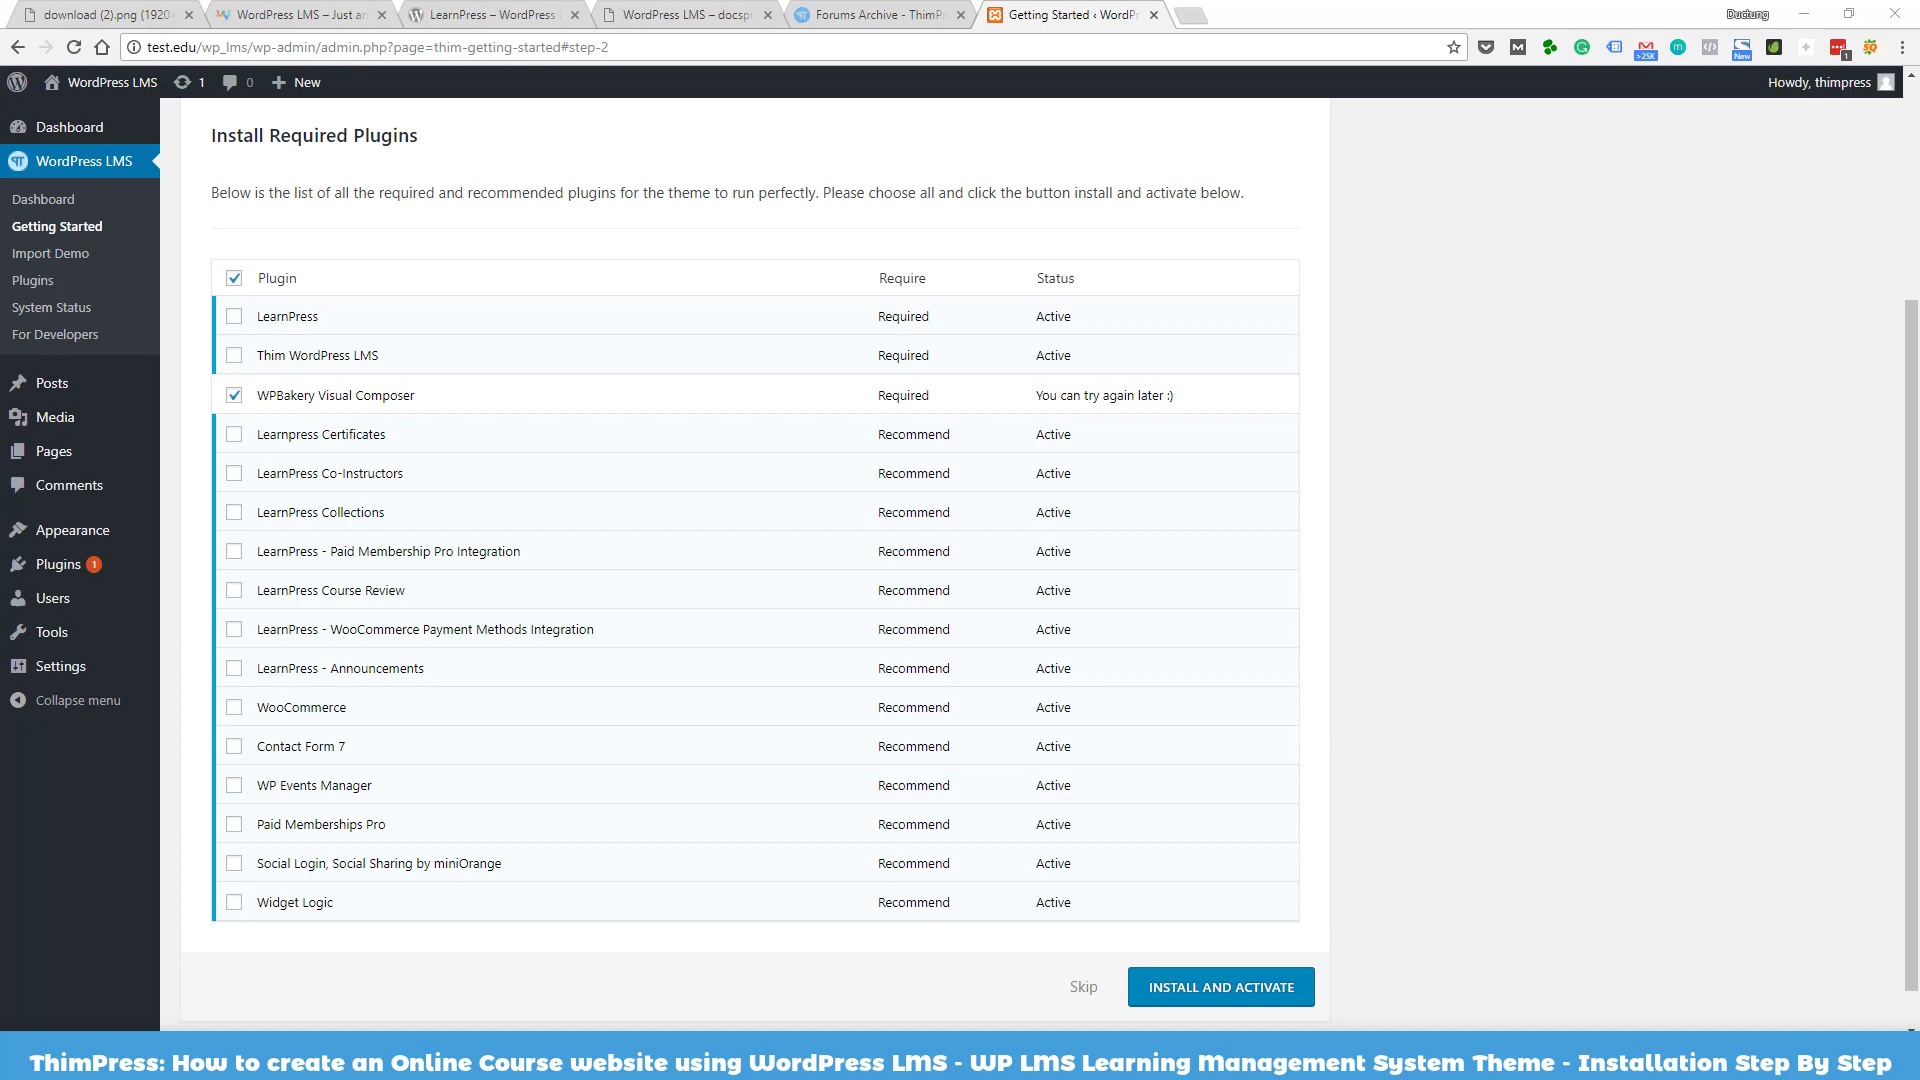 download (2).png (1920
WordPress LMS – Just an
LearnPress – WordPress
WordPress LMS – docspr
Forums Archive - ThimPr
Getting Started ‹ WordPr
Ductung
test.edu/wp_lms/wp-admin/admin.php?page=thim-getting-started#step-2
>25K
New
1
WordPress LMS
1
0
New
Howdy, thimpress
Dashboard
WordPress LMS
Dashboard
Getting Started
Import Demo
Plugins
System Status
For Developers
Posts
Media
Pages
Comments
Appearance
Plugins 1
Users
Tools
Settings
Collapse menu
Install Required Plugins
Below is the list of all the required and recommended plugins for the theme to run perfectly. Please choose all and click the button install and activate below.
Plugin Require Status
LearnPress Required Active
Thim WordPress LMS Required Active
WPBakery Visual Composer Required You can try again later :)
Learnpress Certificates Recommend Active
LearnPress Co-Instructors Recommend Active
LearnPress Collections Recommend Active
LearnPress - Paid Membership Pro Integration Recommend Active
LearnPress Course Review Recommend Active
LearnPress - WooCommerce Payment Methods Integration Recommend Active
LearnPress - Announcements Recommend Active
WooCommerce Recommend Active
Contact Form 7 Recommend Active
WP Events Manager Recommend Active
Paid Memberships Pro Recommend Active
Social Login, Social Sharing by miniOrange Recommend Active
Widget Logic Recommend Active
Skip
INSTALL AND ACTIVATE
ThimPress: How to create an Online Course website using WordPress LMS - WP LMS Learning Management System Theme - Installation Step By Step